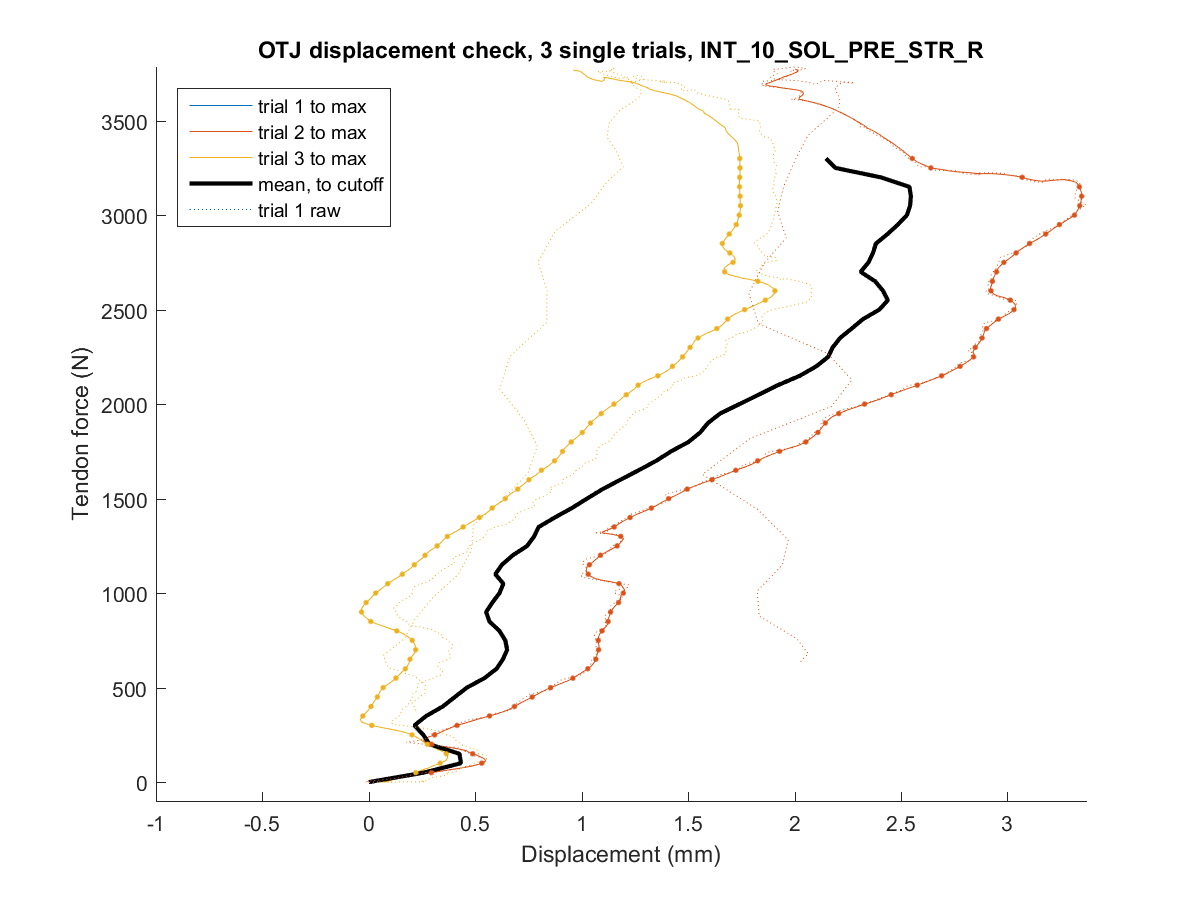 OTJ displacement check, 3 single trials, INT_10_SOL_PRE_STR_R
trial 1 to max
trial 2 to max
trial 3 to max
mean, to cutoff
trial 1 raw
Tendon force (N)
3500
3000
2500
2000
1500
1000
500
0
-1 -0.5 0 0.5 1 1.5 2 2.5 3
Displacement (mm)